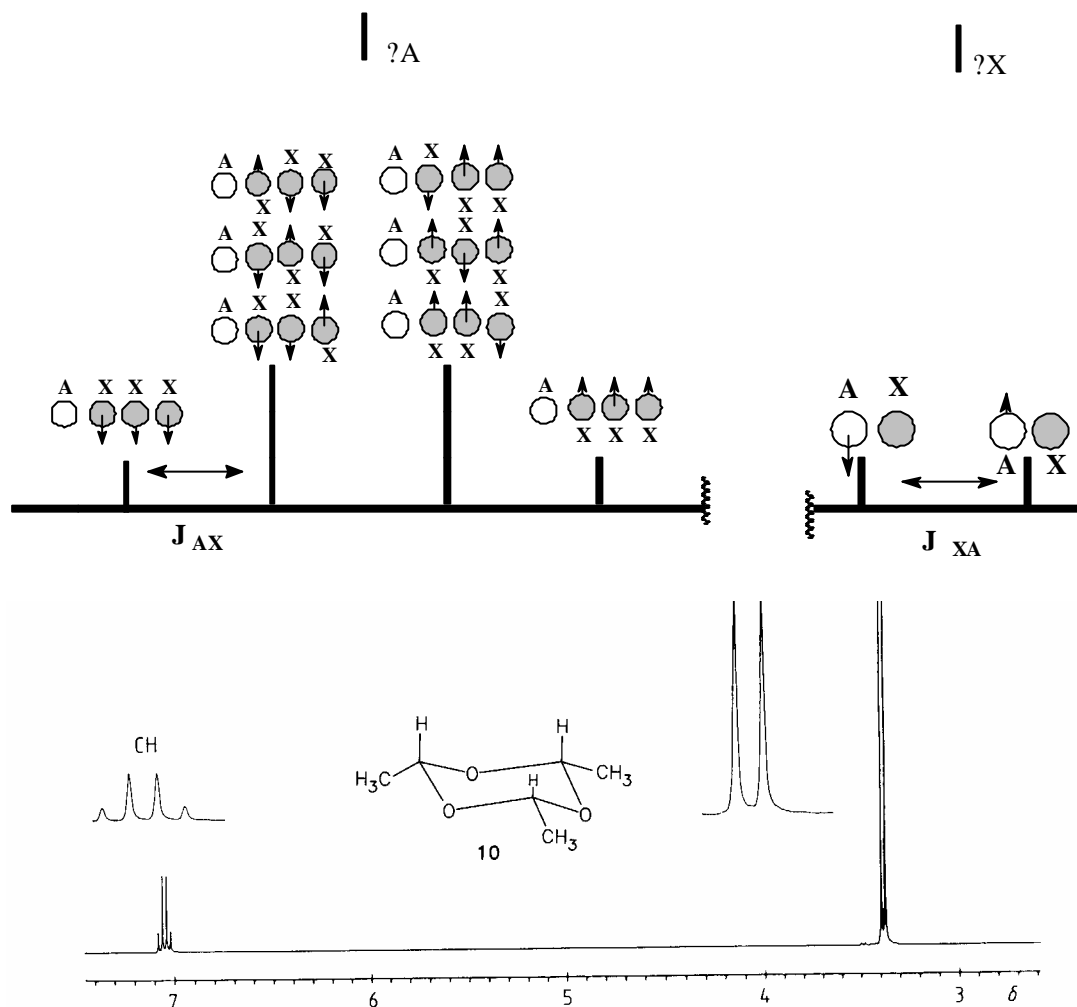 ?A
?X
A X X
X
A X X X
X X
A X X
X
A X
X X
A X X
X
A X
X X
A X X X
A
X X X
A X
A X
J AX
J XA
CH
H H
H₃C O H CH₃
O O
CH₃
10
7 6 5 4 3 δ